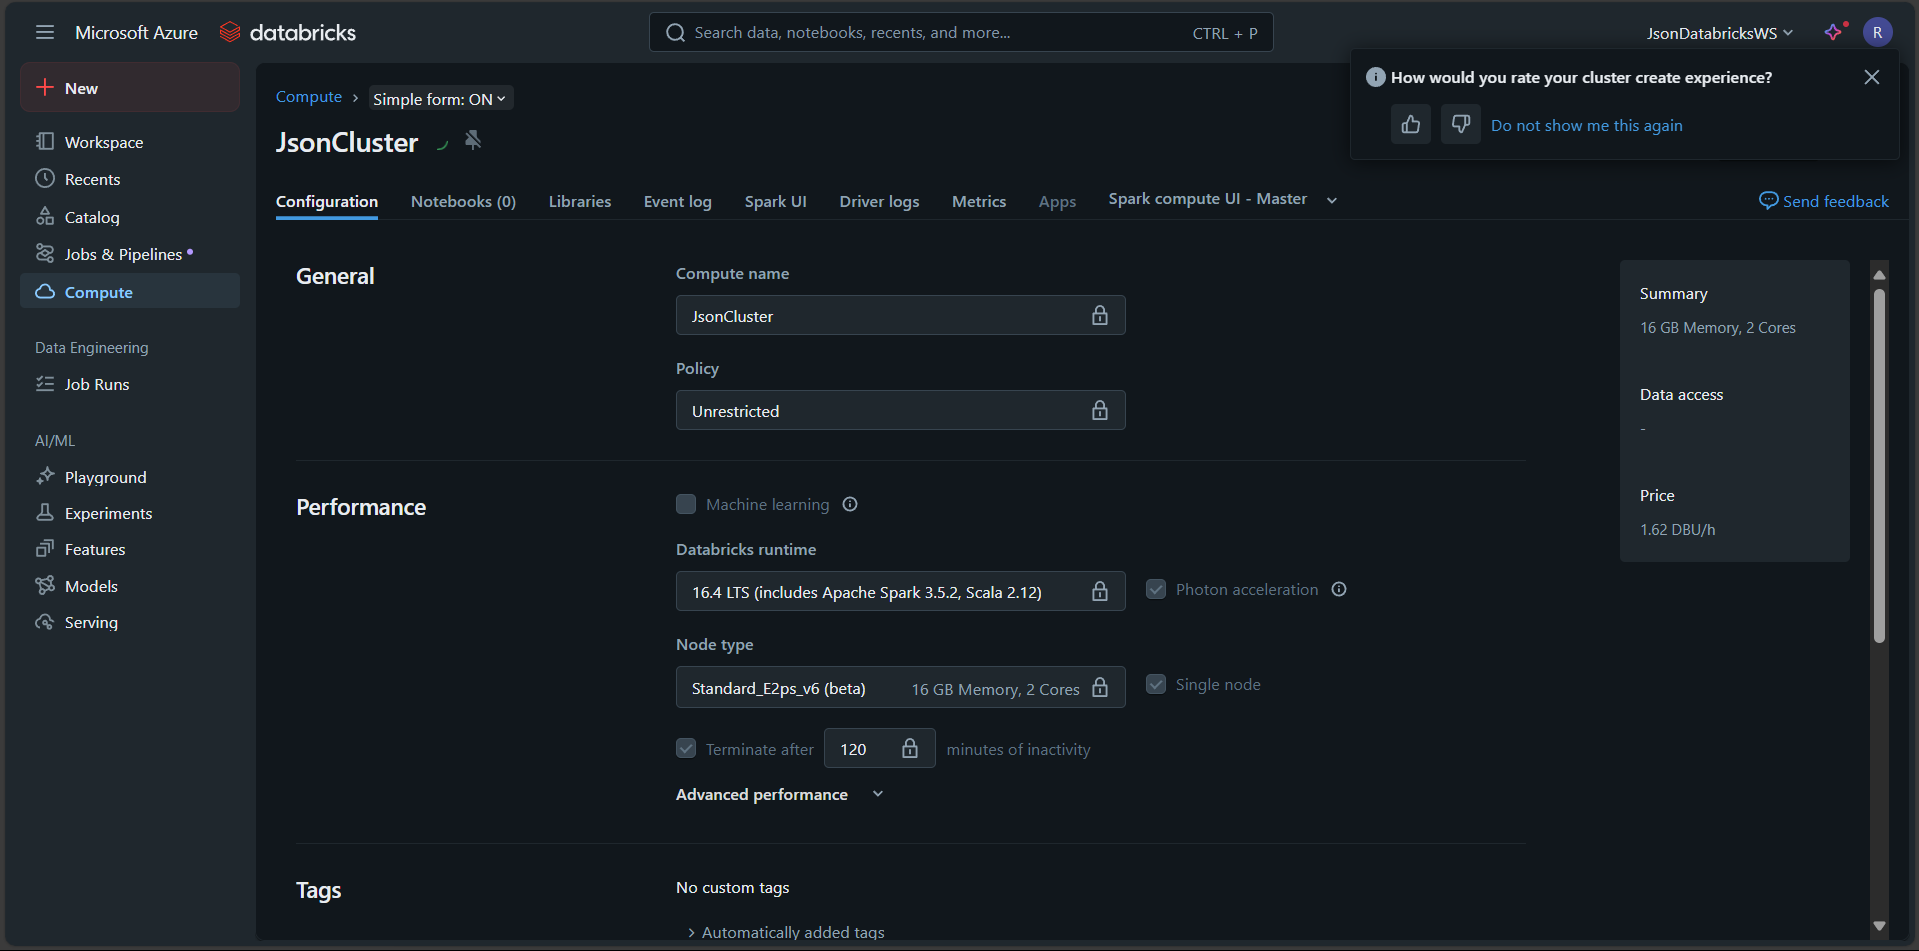 Microsoft Azure databricks
Search data, notebooks, recents, and more... CTRL + P
JsonDatabricksWS R
New
Workspace
Recents
Catalog
Jobs & Pipelines
Compute
Data Engineering
Job Runs
AI/ML
Playground
Experiments
Features
Models
Serving
Compute › Simple form: ON
JsonCluster
How would you rate your cluster create experience?
Do not show me this again
Configuration Notebooks (0) Libraries Event log Spark UI Driver logs Metrics Apps Spark compute UI - Master
Send feedback
General
Compute name
JsonCluster
Policy
Unrestricted
Performance
Machine learning
Databricks runtime
16.4 LTS (includes Apache Spark 3.5.2, Scala 2.12)
Photon acceleration
Node type
Standard_E2ps_v6 (beta) 16 GB Memory, 2 Cores
Single node
Terminate after 120 minutes of inactivity
Advanced performance
Tags
No custom tags
Automatically added tags
Summary
16 GB Memory, 2 Cores
Data access
-
Price
1.62 DBU/h